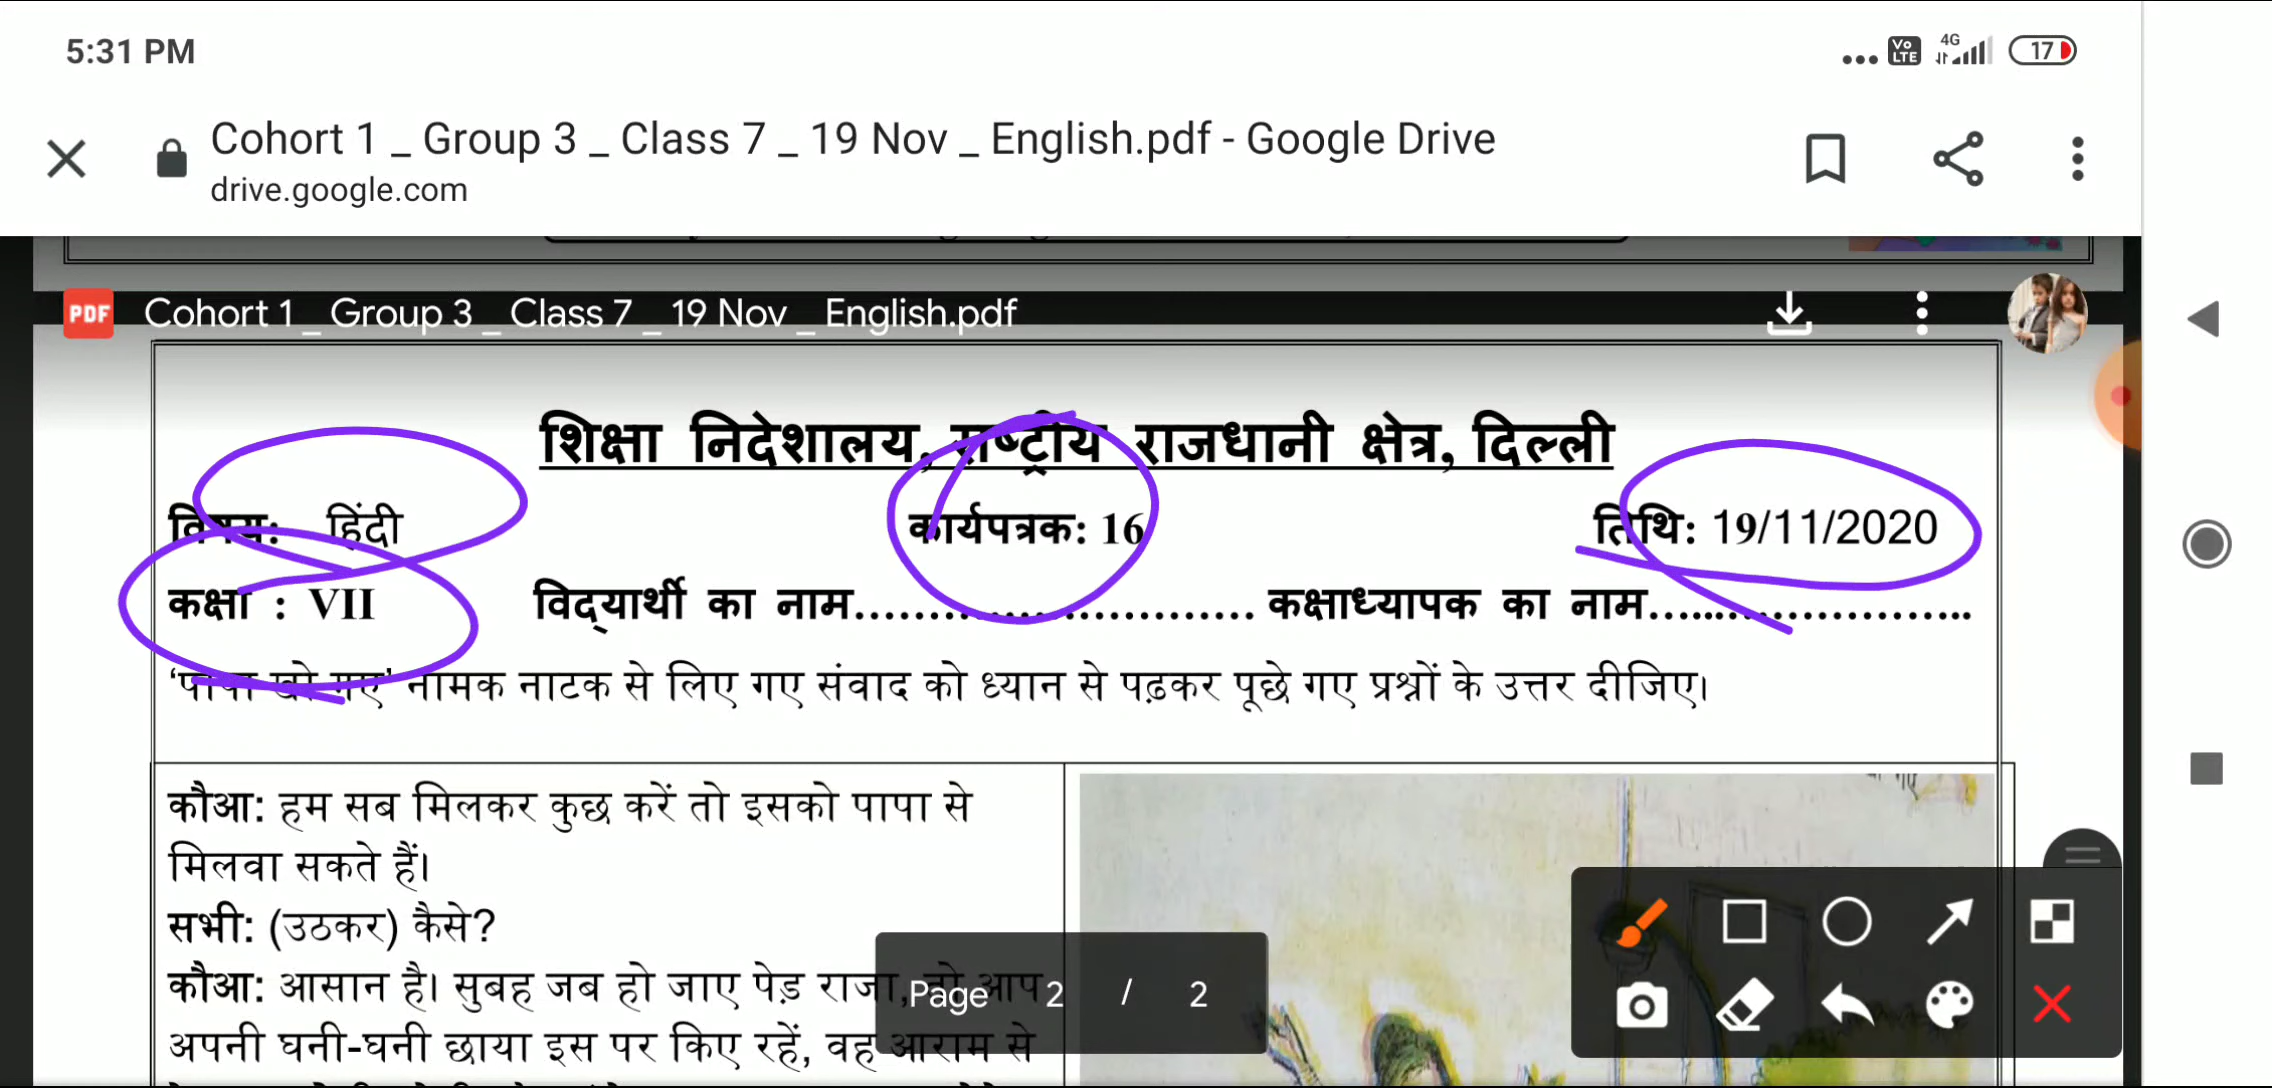 5:31 PM
Vo LTE 4G 17
Cohort 1 _ Group 3 _ Class 7 _ 19 Nov _ English.pdf - Google Drive
drive.google.com
PDF Cohort 1 _ Group 3 _ Class 7 _ 19 Nov _ English.pdf
शिक्षा निदेशालय, राष्ट्रीय राजधानी क्षेत्र, दिल्ली
विषय: हिंदी कार्यपत्रक: 16 तिथि: 19/11/2020
कक्षा : VII विद्यार्थी का नाम.......................... कक्षाध्यापक का नाम.....................
‘पापा खो गए’ नामक नाटक से लिए गए संवाद को ध्यान से पढ़कर पूछे गए प्रश्नों के उत्तर दीजिए।
कौआ: हम सब मिलकर कुछ करें तो इसको पापा से
मिलवा सकते हैं।
सभी: (उठकर) कैसे?
कौआ: आसान है। सुबह जब हो जाए पेड़ राजा, तो आप
अपनी घनी-घनी छाया इस पर किए रहें, वह आराम से
Page 2 / 2